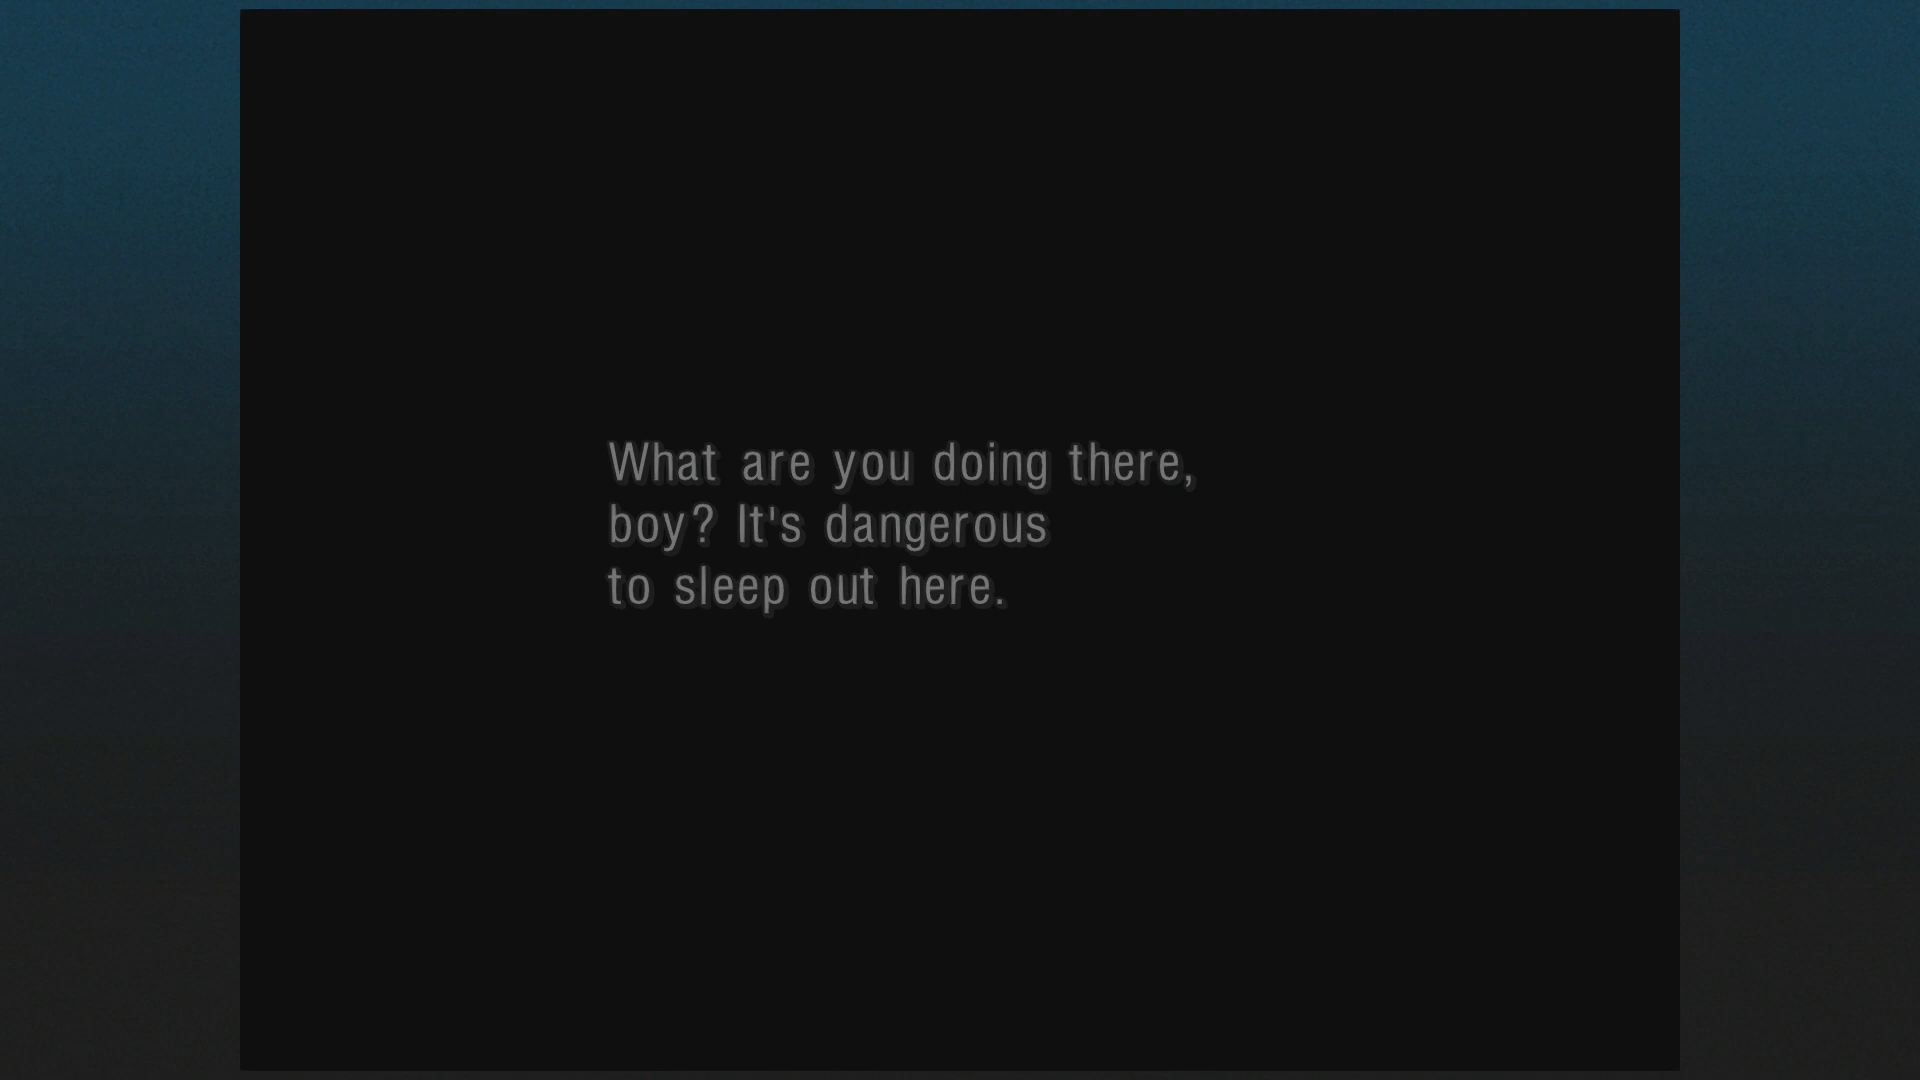 What are you doing there,
boy? It's dangerous
to sleep out here.